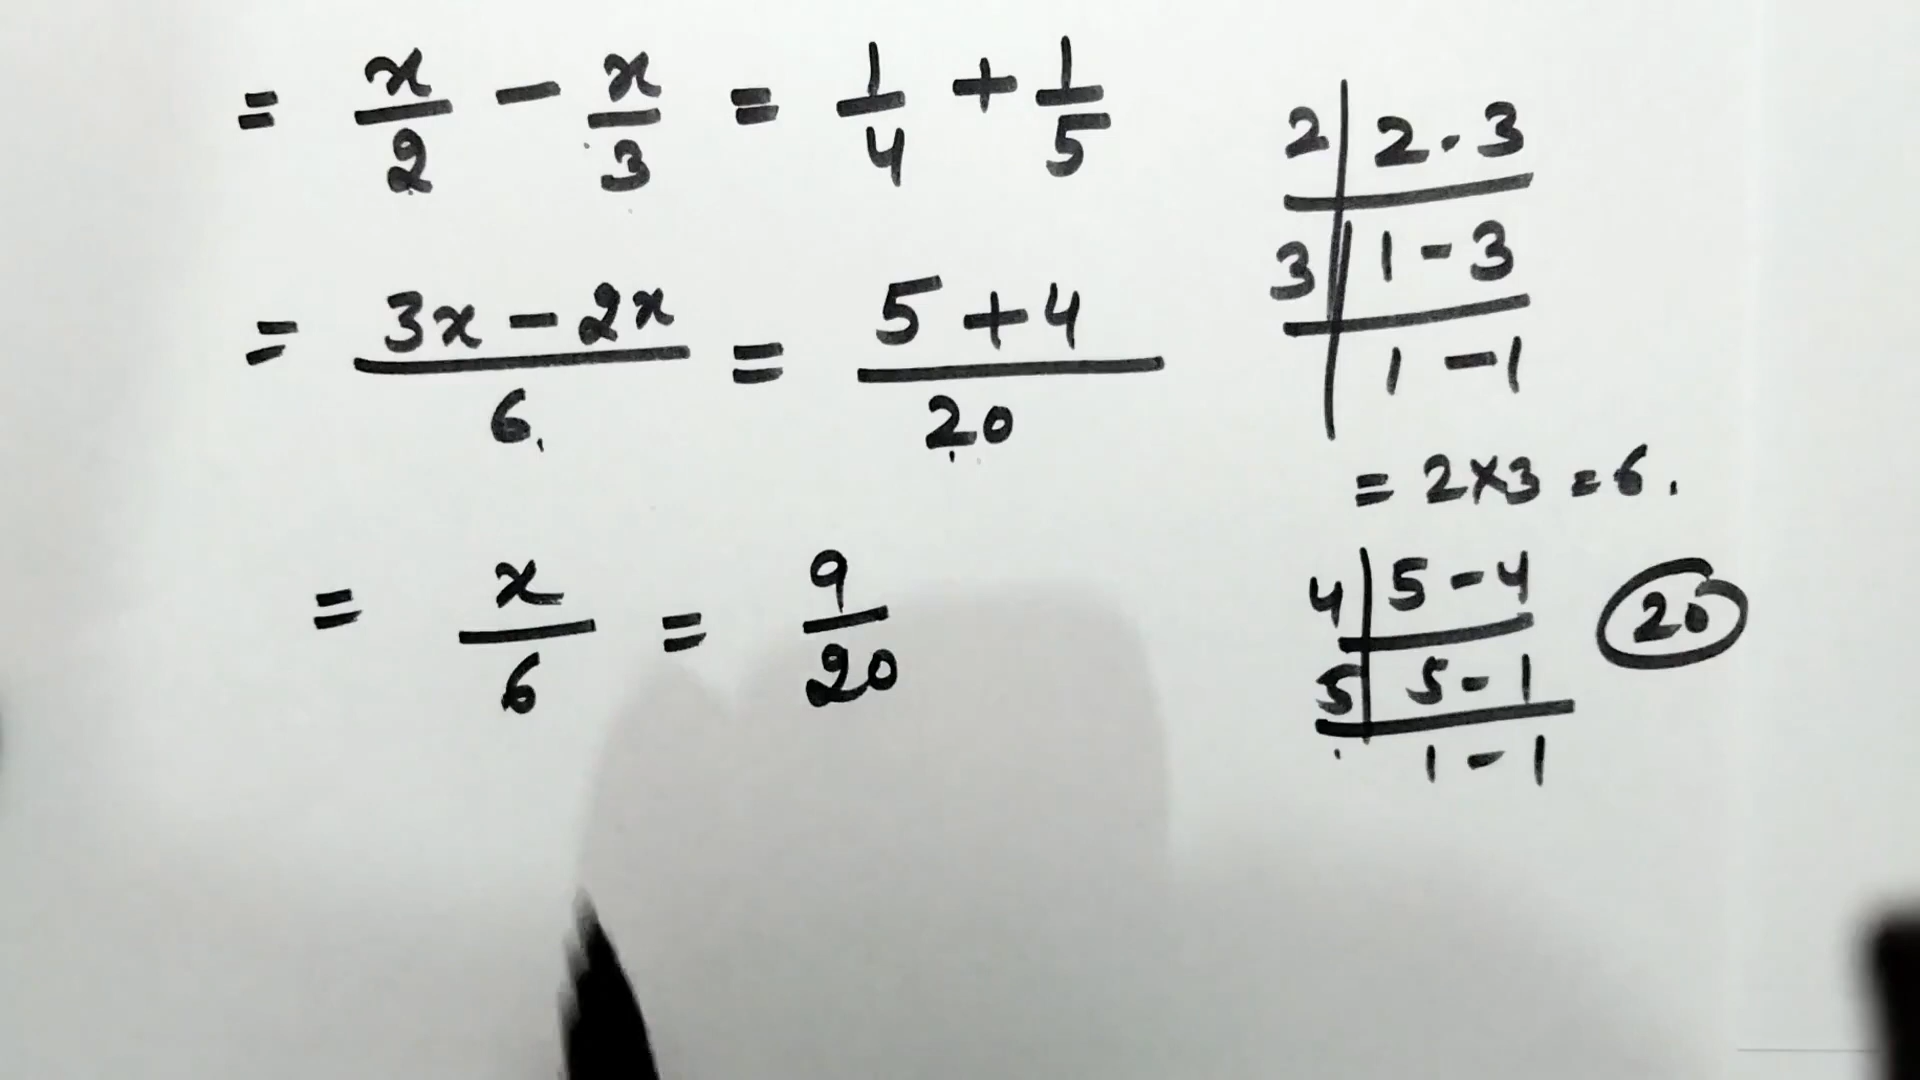 = x/2 - x/3 = 1/4 + 1/5
= 3x - 2x/6. = 5 + 4/20
= x/6 = 9/20
2 | 2 . 3
3 | 1 - 3
1 - 1
= 2 x 3 = 6.
4 | 5 - 4
5 | 5 - 1
1 - 1
20